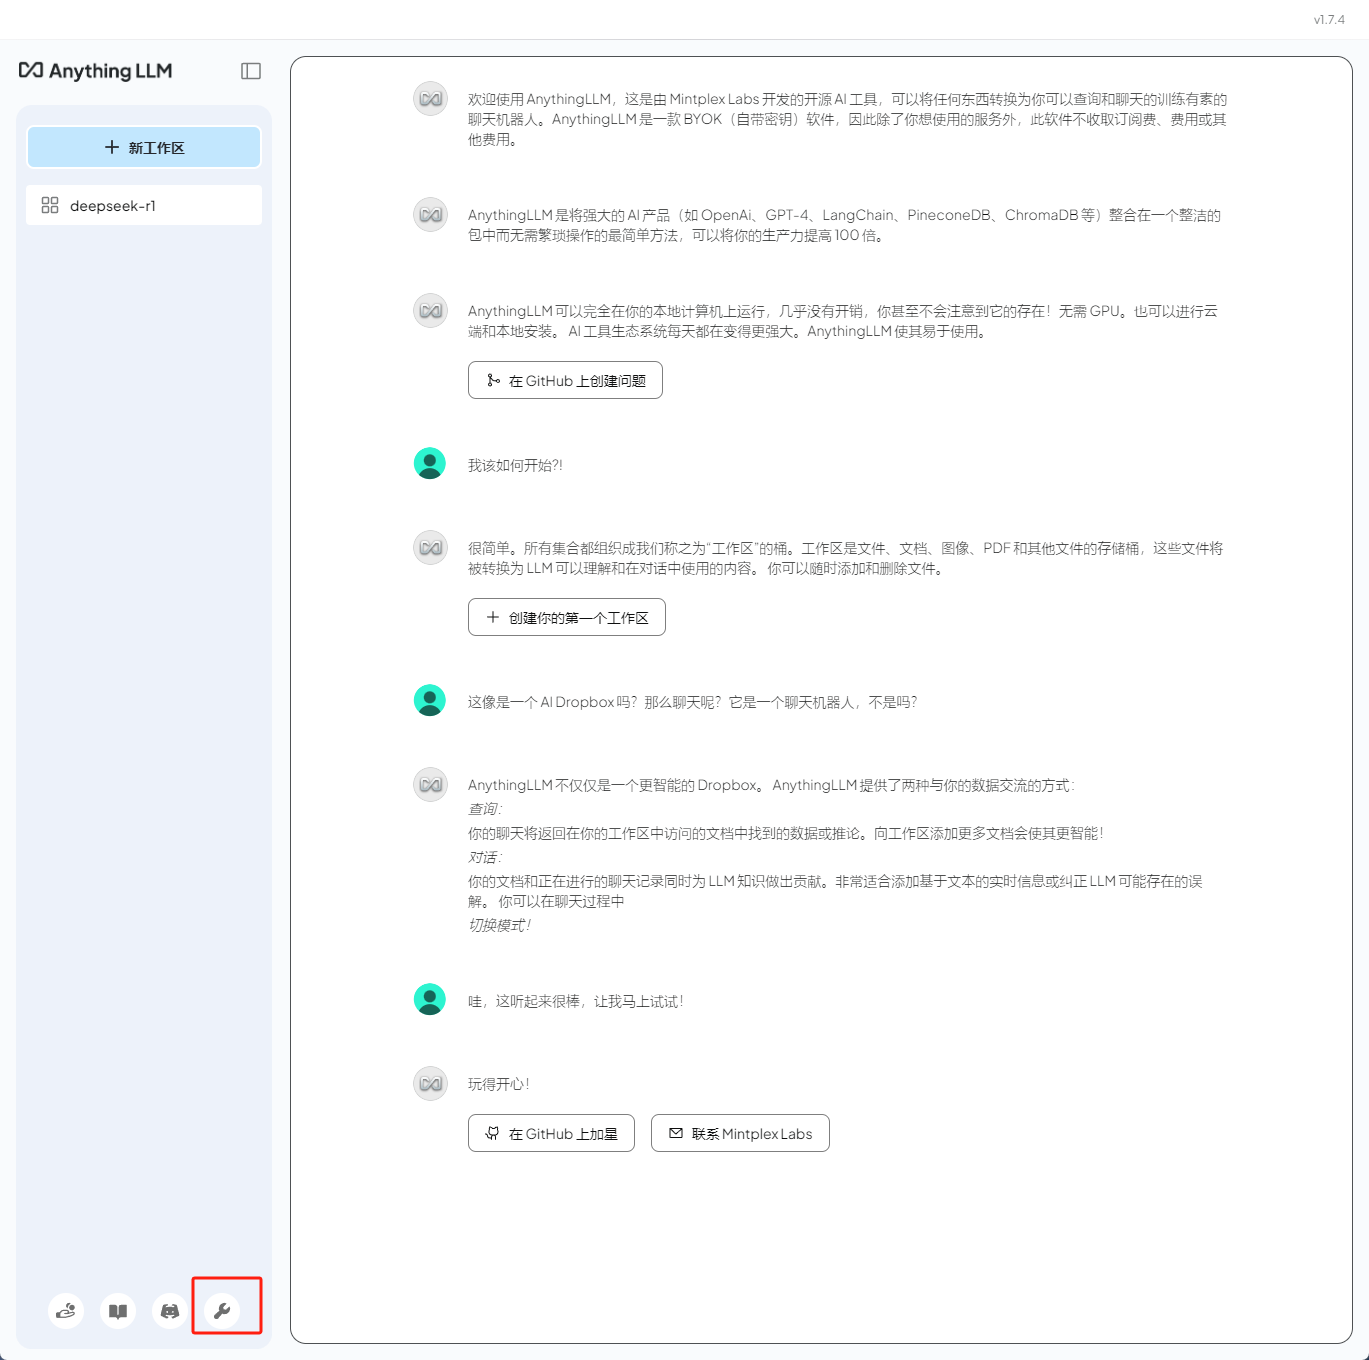 v1.7.4
Anything LLM
新工作区
deepseek-r1
欢迎使用 AnythingLLM，这是由 Mintplex Labs 开发的开源 AI 工具，可以将任何东西转换为你可以查询和聊天的训练有素的
聊天机器人。AnythingLLM 是一款 BYOK（自带密钥）软件，因此除了你想使用的服务外，此软件不收取订阅费、费用或其
他费用。
AnythingLLM 是将强大的 AI 产品（如 OpenAi、GPT-4、LangChain、PineconeDB、ChromaDB 等）整合在一个整洁的
包中而无需繁琐操作的最简单方法，可以将你的生产力提高 100 倍。
AnythingLLM 可以完全在你的本地计算机上运行，几乎没有开销，你甚至不会注意到它的存在！无需 GPU。也可以进行云
端和本地安装。 AI 工具生态系统每天都在变得更强大。AnythingLLM 使其易于使用。
在 GitHub 上创建问题
我该如何开始?!
很简单。所有集合都组织成我们称之为“工作区”的桶。工作区是文件、文档、图像、PDF 和其他文件的存储桶，这些文件将
被转换为 LLM 可以理解和在对话中使用的内容。 你可以随时添加和删除文件。
创建你的第一个工作区
这像是一个 AI Dropbox 吗？那么聊天呢？它是一个聊天机器人，不是吗？
AnythingLLM 不仅仅是一个更智能的 Dropbox。 AnythingLLM 提供了两种与你的数据交流的方式：
查询：
你的聊天将返回在你的工作区中访问的文档中找到的数据或推论。向工作区添加更多文档会使其更智能！
对话：
你的文档和正在进行的聊天记录同时为 LLM 知识做出贡献。非常适合添加基于文本的实时信息或纠正 LLM 可能存在的误
解。 你可以在聊天过程中
切换模式！
哇，这听起来很棒，让我马上试试！
玩得开心！
在 GitHub 上加星
联系 Mintplex Labs